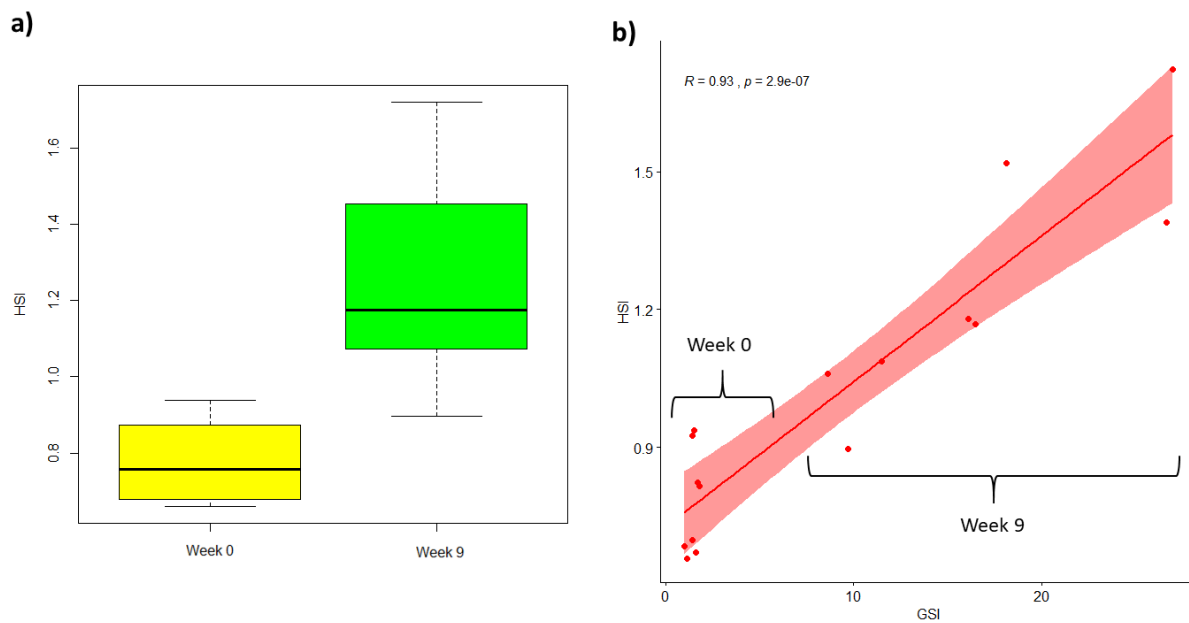 a)
HSI
1.6
1.4
1.2
1.0
0.8
Week 0
Week 9
b)
R = 0.93 , p = 2.9e-07
HSI
1.5
1.2
0.9
Week 0
Week 9
0
10
20
GSI